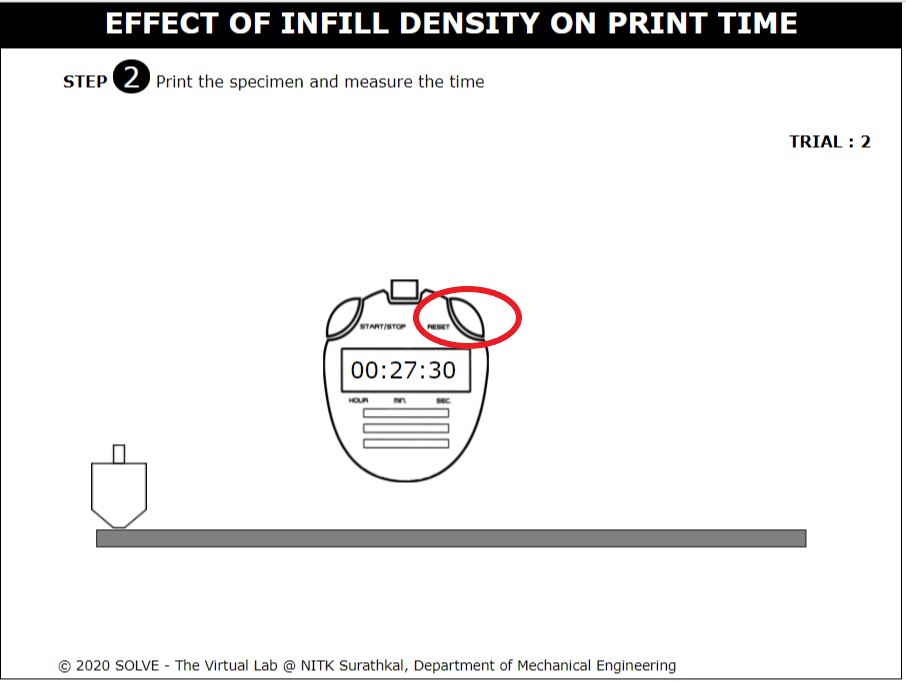 EFFECT OF INFILL DENSITY ON PRINT TIME
STEP 2 Print the specimen and measure the time
TRIAL : 2
START/STOP RESET
00:27:30
HOUR MIN. SEC.
© 2020 SOLVE - The Virtual Lab @ NITK Surathkal, Department of Mechanical Engineering